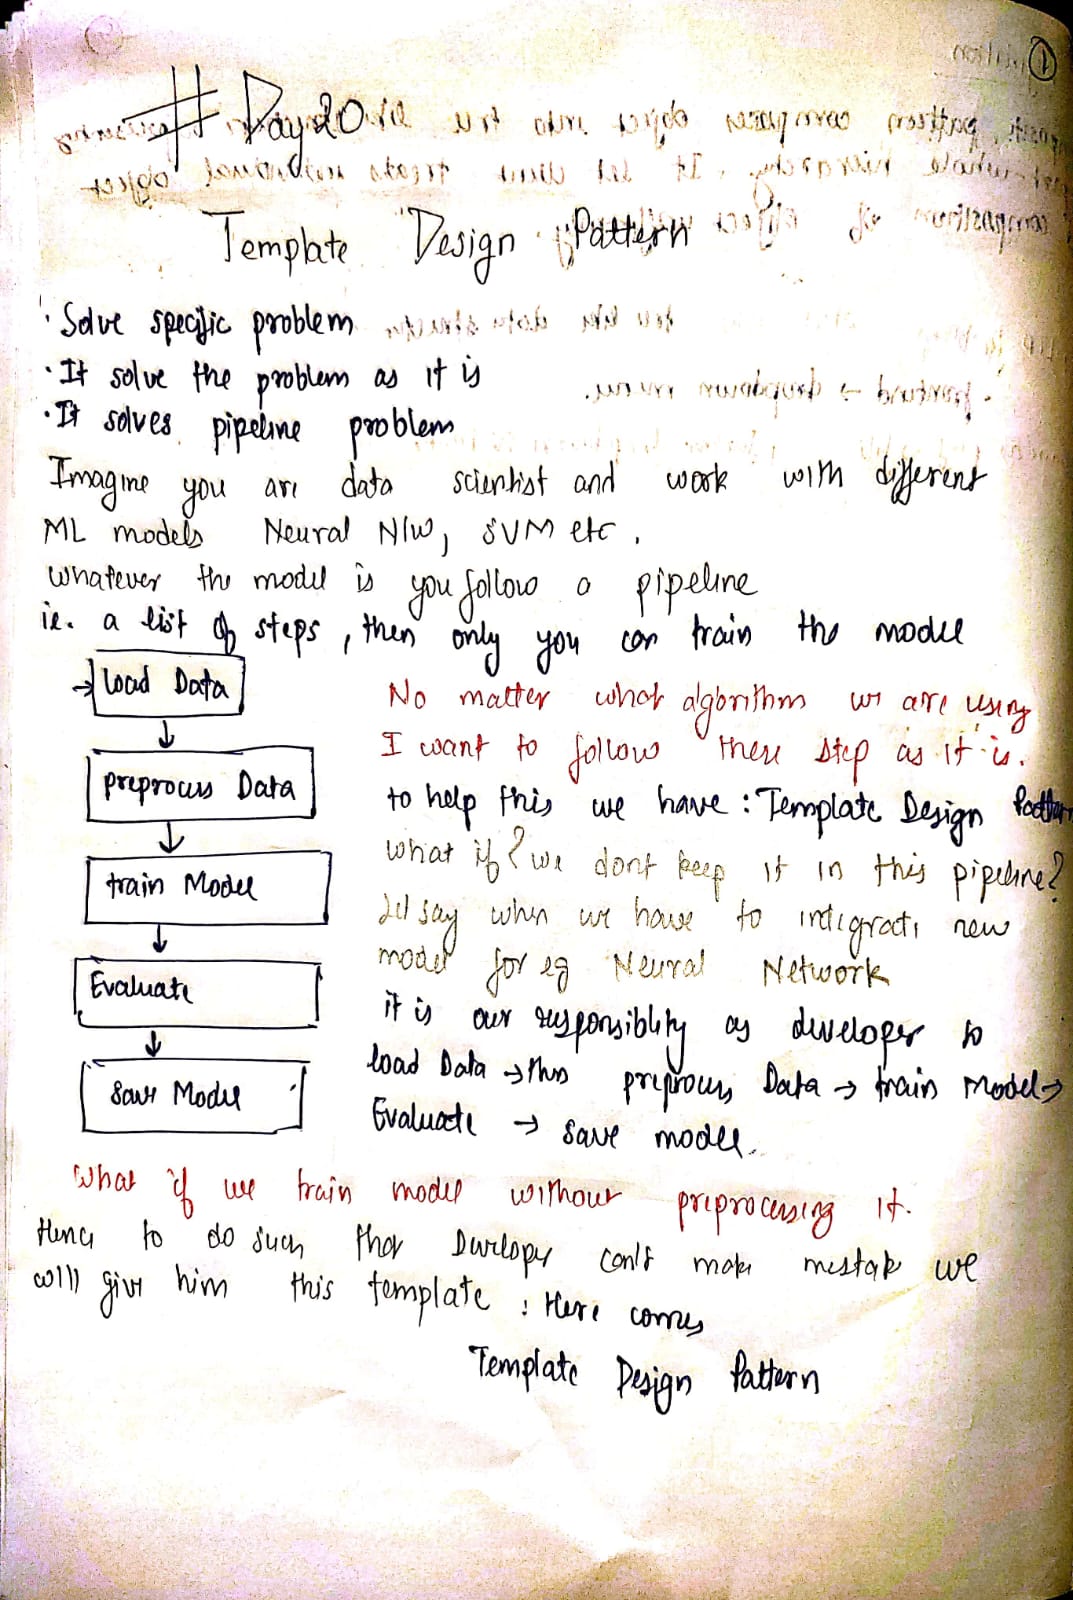 # Day 20
Template Design Pattern
· Solve specific problem
· It solve the problem as it is
· It solves pipeline problem
Imagine you are data scientist and work with different
ML models Neural N/w, SVM etc.
whatever the model is you follow a pipeline
ie. a list of steps, then only you can train the model
→ load Data
preprocess Data
train Model
Evaluate
Save Model
No matter what algorithm we are using
I want to follow these step as it is.
to help this we have : Template Design Pattern
what if? we dont keep it in this pipeline?
let say when we have to intigrate new
model for eg Neural Network
it is our responsiblity as developer to
load Data → then preprocess Data → train Model →
Evaluate → save model.
What if we train model without preprocessing it.
Hence to do such that Developer can't make mistake we
will give him this template : Here comes
Template Design Pattern